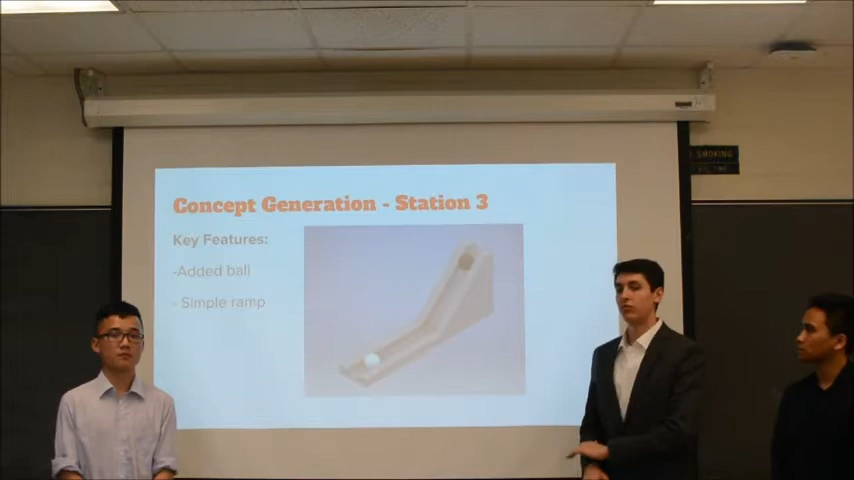 Concept Generation - Station 3
Key Features:
-Added ball
- Simple ramp
SMOKING